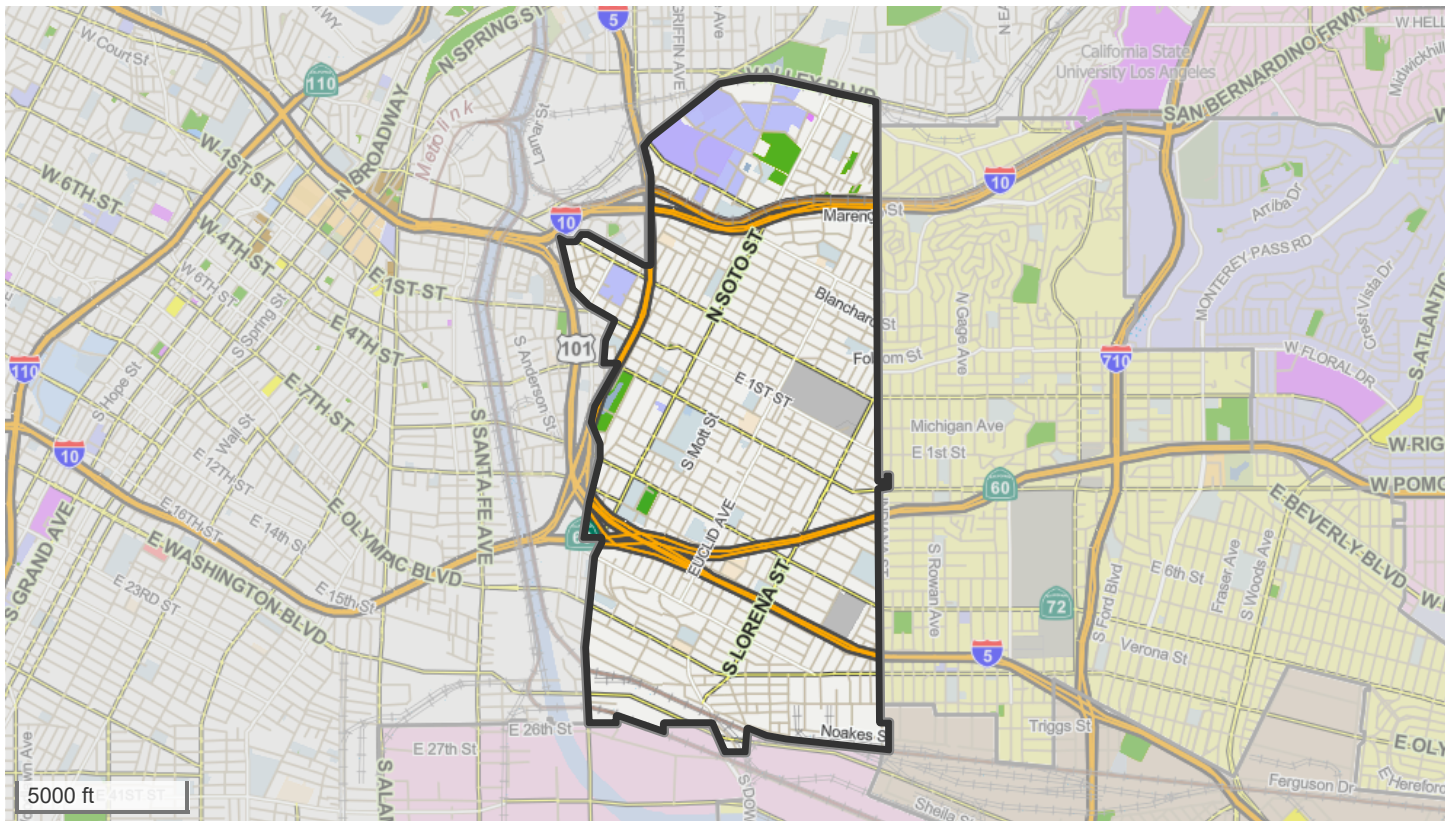 W Court St
N SPRING ST
5
GRIFFIN AVE
VALLEY BLVD
California State
University Los Angeles
SAN BERNARDINO FRWY
W HELL
110
N BROADWAY
Metrolink
Lamar St
W 1ST ST
W 6TH ST
W 4TH ST
W 6th St
10
Marengo St
10
Arriba Dr
MONTEREY PASS RD
E 1ST ST
E 4TH ST
S Spring St
N SOTO ST
Blanchard St
N Gage Ave
Crest Vista Dr
S ATLANTIC
101
S Anderson St
Folsom St
710
W FLORAL DR
110
S Hope St
E 7TH ST
Wall St
E 1ST ST
S Mott St
Michigan Ave
E 1st St
W RIG
10
S SANTA FE AVE
E 12TH ST
E 14th St
E 16TH ST
60
W POMO
E OLYMPIC BLVD
S GRAND AVE
E WASHINGTON BLVD
E 15th St
EUCLID AVE
E BEVERLY BLVD
E 23RD ST
S LORENA ST
S Rowan Ave
72
S Ford Blvd
E 6th St
Fraser Ave
S Woods Ave
5
Verona St
E 26th St
E 27th St
Noakes S
Triggs St
E OLY
S ALAM
5000 ft
E 41ST ST
Ferguson Dr
E Hereford
Sheila St